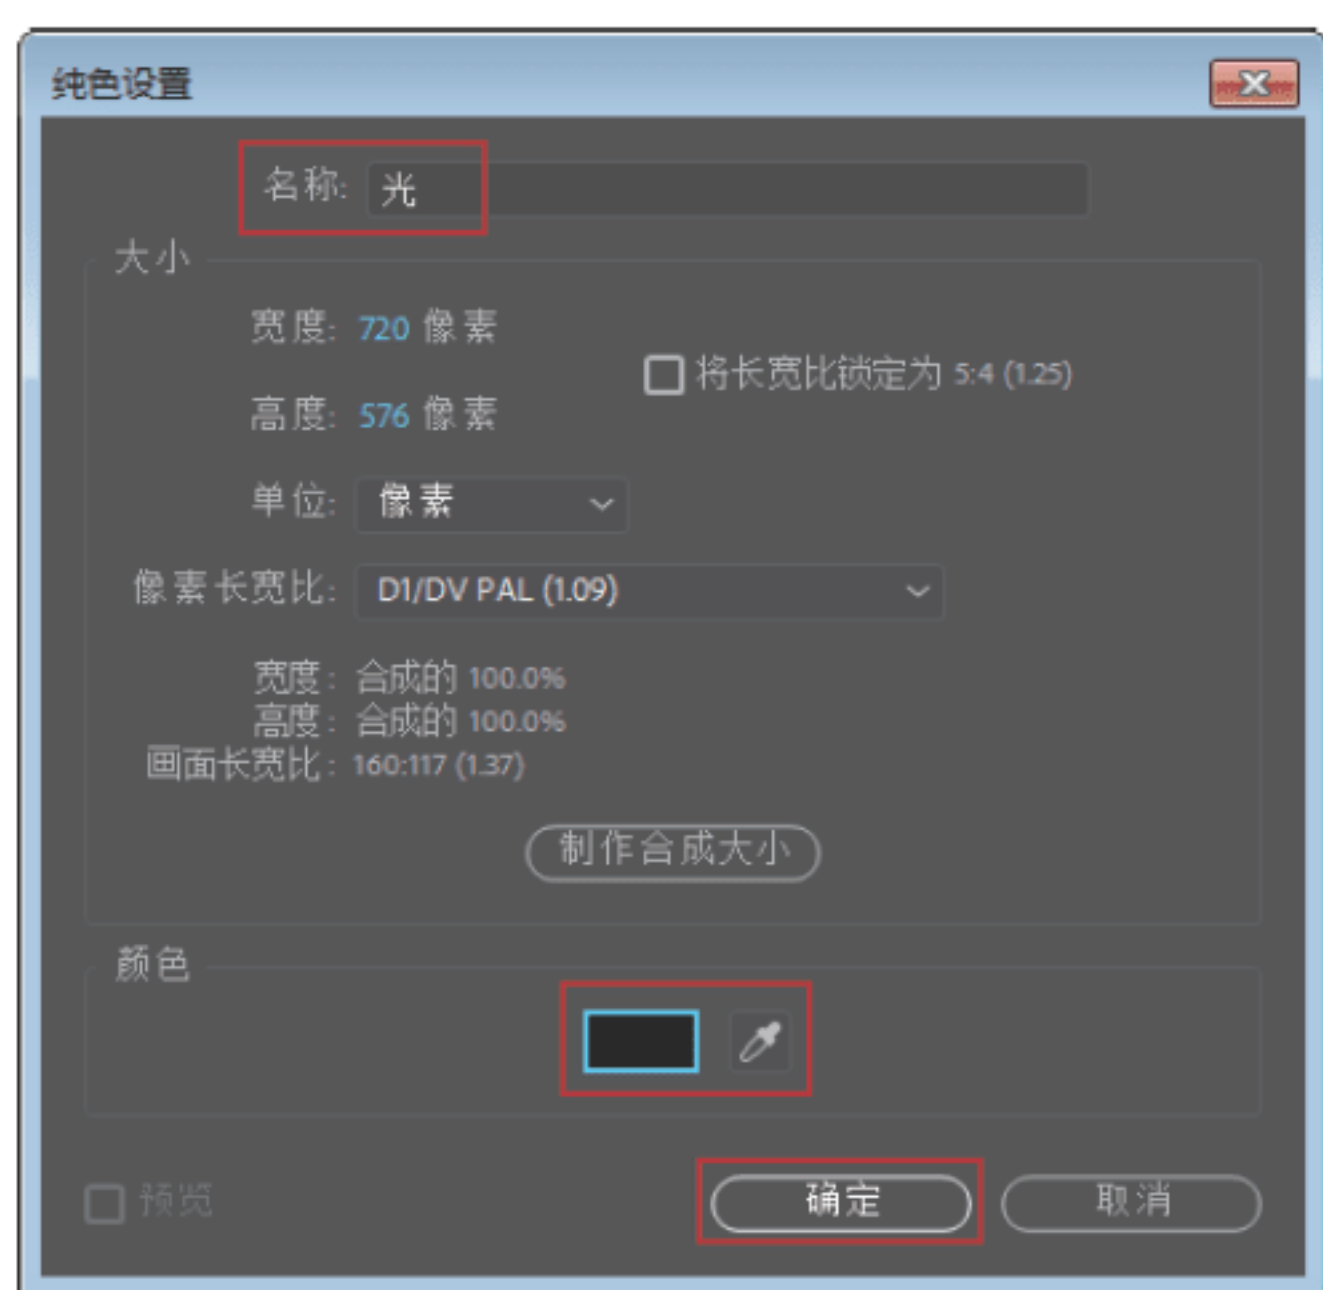 纯色设置
名称: 光
大小
宽度: 720 像素
将长宽比锁定为 5:4 (1.25)
高度: 576 像素
单位: 像素
像素长宽比: D1/DV PAL (1.09)
宽度: 合成的 100.0%
高度: 合成的 100.0%
画面长宽比: 160:117 (1.37)
制作合成大小
颜色
预览 确定 取消